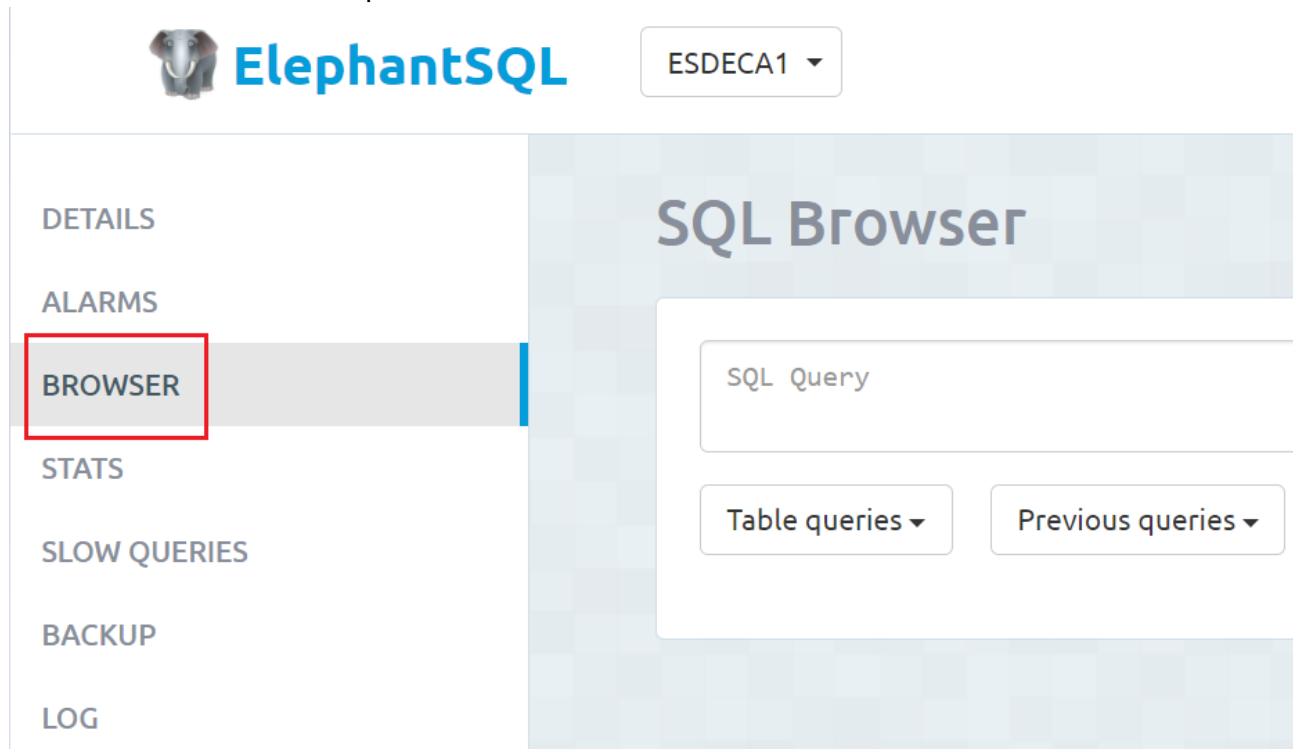 ElephantSQL
ESDECA1
DETAILS
ALARMS
BROWSER
STATS
SLOW QUERIES
BACKUP
LOG
SQL Browser
SQL Query
Table queries
Previous queries